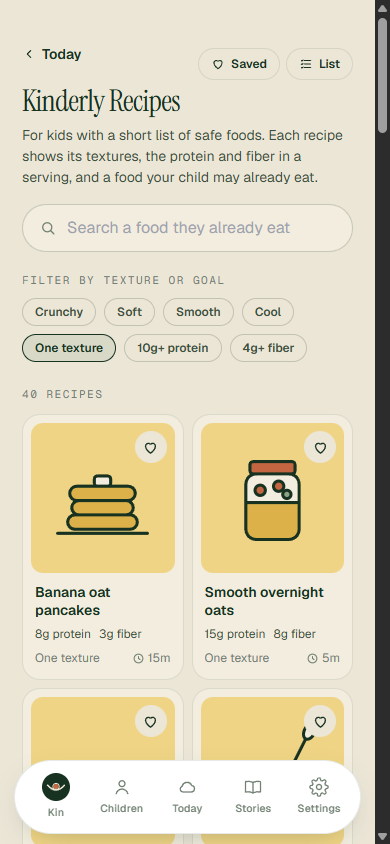 Today
Saved
List
Kinderly Recipes
For kids with a short list of safe foods. Each recipe
shows its textures, the protein and fiber in a
serving, and a food your child may already eat.
Search a food they already eat
FILTER BY TEXTURE OR GOAL
Crunchy
Soft
Smooth
Cool
One texture
10g+ protein
4g+ fiber
40 RECIPES
Banana oat
pancakes
8g protein 3g fiber
One texture
15m
Smooth overnight
oats
15g protein 8g fiber
One texture
5m
Kin
Children
Today
Stories
Settings